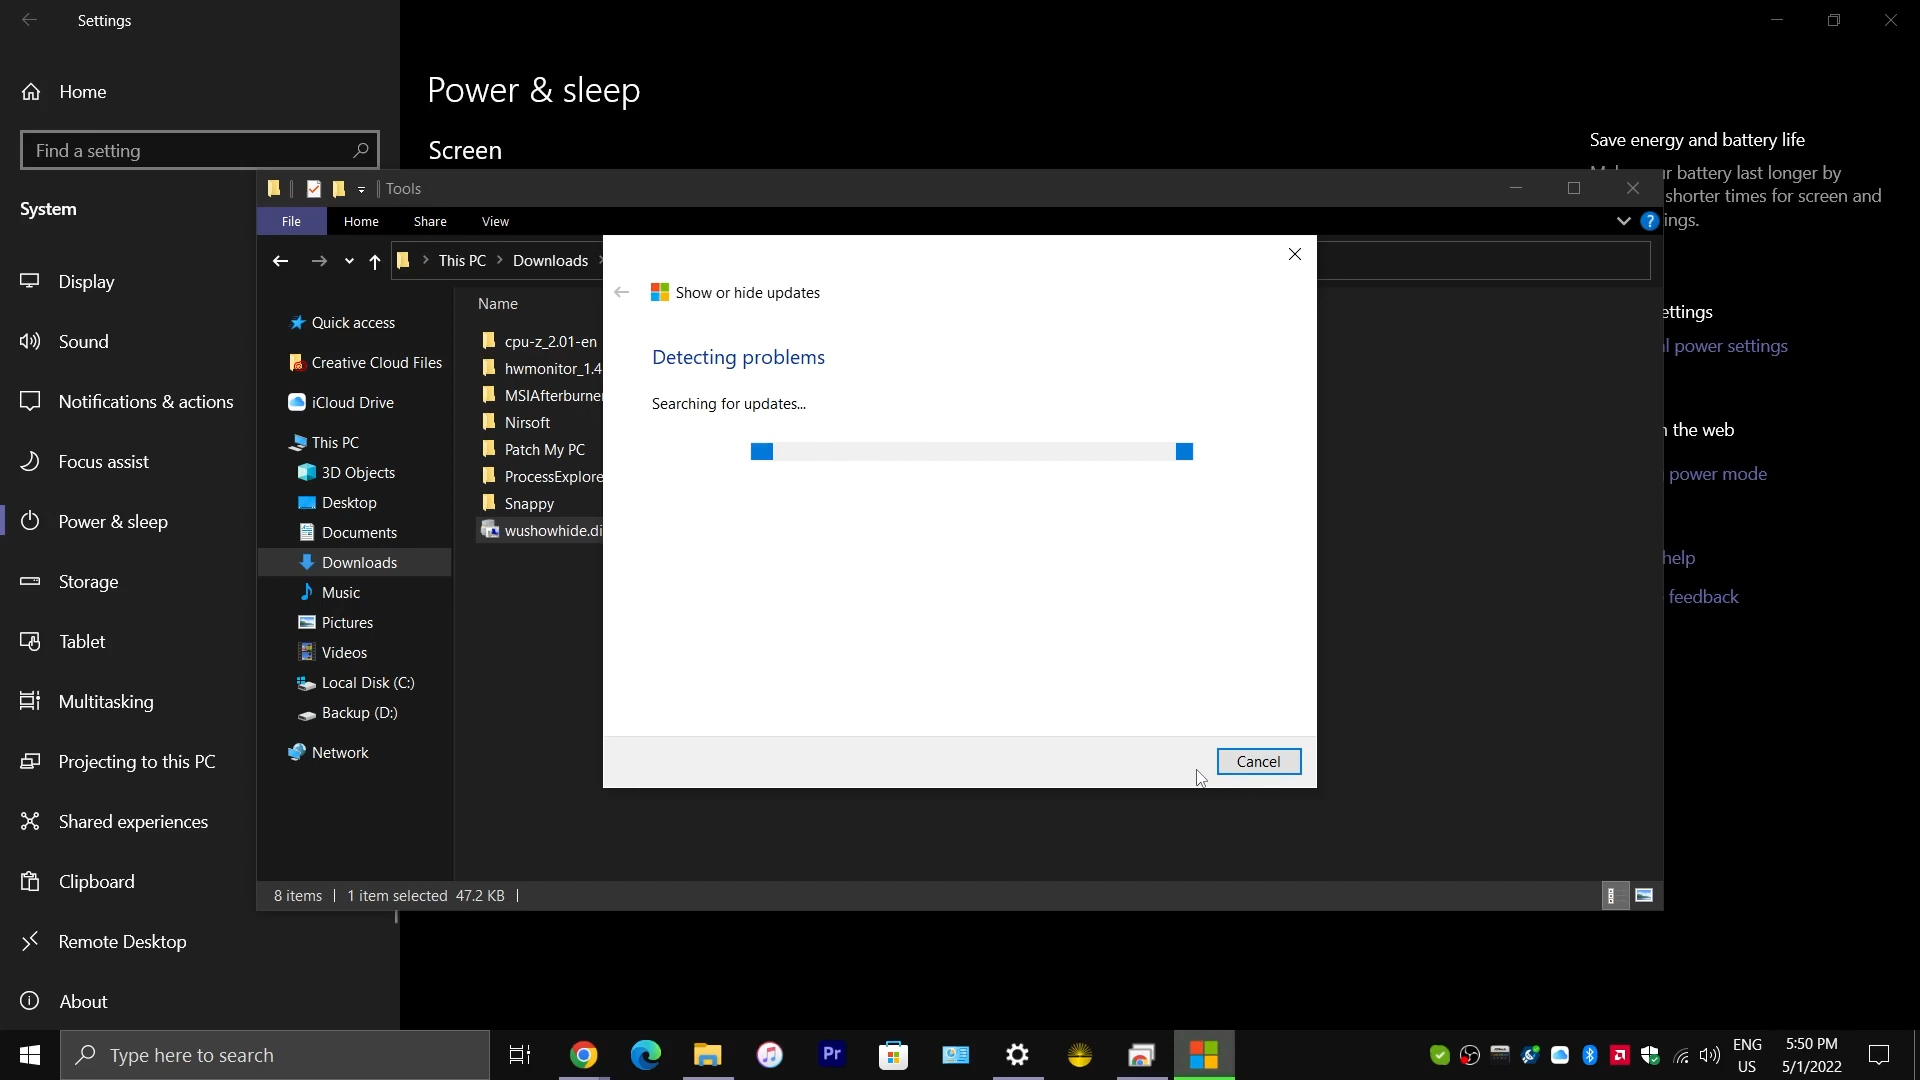 Settings
Home
Find a setting
System
Display
Sound
Notifications & actions
Focus assist
Power & sleep
Storage
Tablet
Multitasking
Projecting to this PC
Shared experiences
Clipboard
Remote Desktop
About
Power & sleep
Screen
Save energy and battery life
battery last longer by
shorter times for screen and
ettings
power settings
the web
power mode
help
feedback
Tools
File Home Share View
This PC Downloads
Quick access
Creative Cloud Files
iCloud Drive
This PC
3D Objects
Desktop
Documents
Downloads
Music
Pictures
Videos
Local Disk (C:)
Backup (D:)
Network
Name
cpu-z_2.01-en
hwmonitor_1.4
MSIAfterburner
Nirsoft
Patch My PC
ProcessExplore
Snappy
wushowhide.di
8 items 1 item selected 47.2 KB
Show or hide updates
Detecting problems
Searching for updates...
Cancel
Type here to search
Pr
ENG
US
5:50 PM
5/1/2022